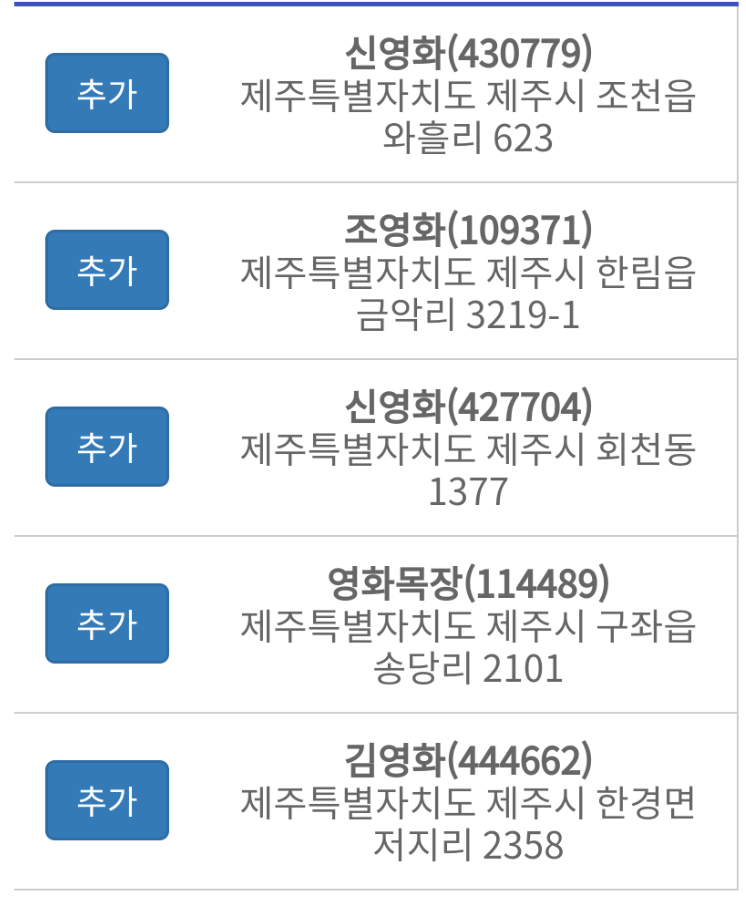 추가
신영화(430779)
제주특별자치도 제주시 조천읍
와흘리 623
추가
조영화(109371)
제주특별자치도 제주시 한림읍
금악리 3219-1
추가
신영화(427704)
제주특별자치도 제주시 회천동
1377
추가
영화목장(114489)
제주특별자치도 제주시 구좌읍
송당리 2101
추가
김영화(444662)
제주특별자치도 제주시 한경면
저지리 2358